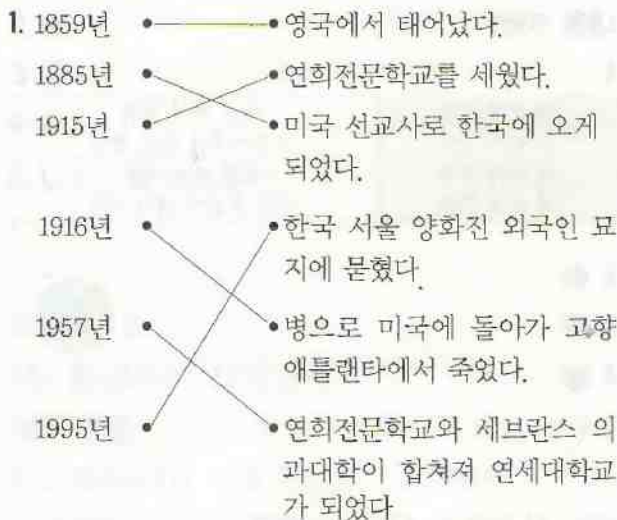 1. 1859년 영국에서 태어났다.
1885년 연희전문학교를 세웠다.
1915년 미국 선교사로 한국에 오게
되었다.
1916년 한국 서울 양화진 외국인 묘
지에 묻혔다.
1957년 병으로 미국에 돌아가 고향
애틀랜타에서 죽었다.
1995년 연희전문학교와 세브란스 의
과대학이 합쳐져 연세대학교
가 되었다